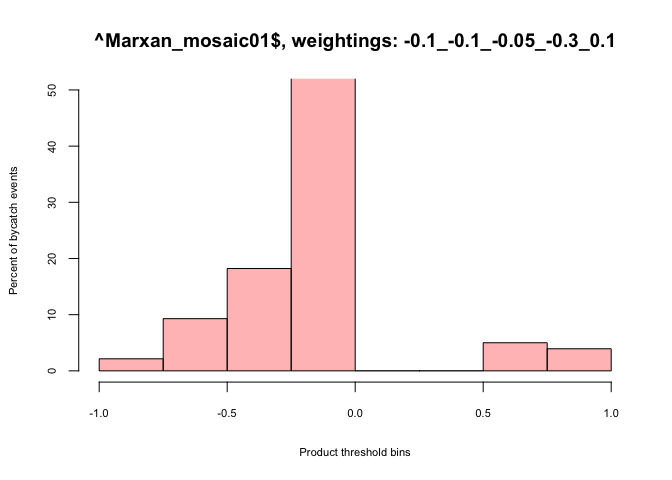 ^Marxan_mosaic01$, weightings: -0.1_-0.1_-0.05_-0.3_0.1
50
40
30
20
10
0
Percent of bycatch events
-1.0 -0.5 0.0 0.5 1.0
Product threshold bins